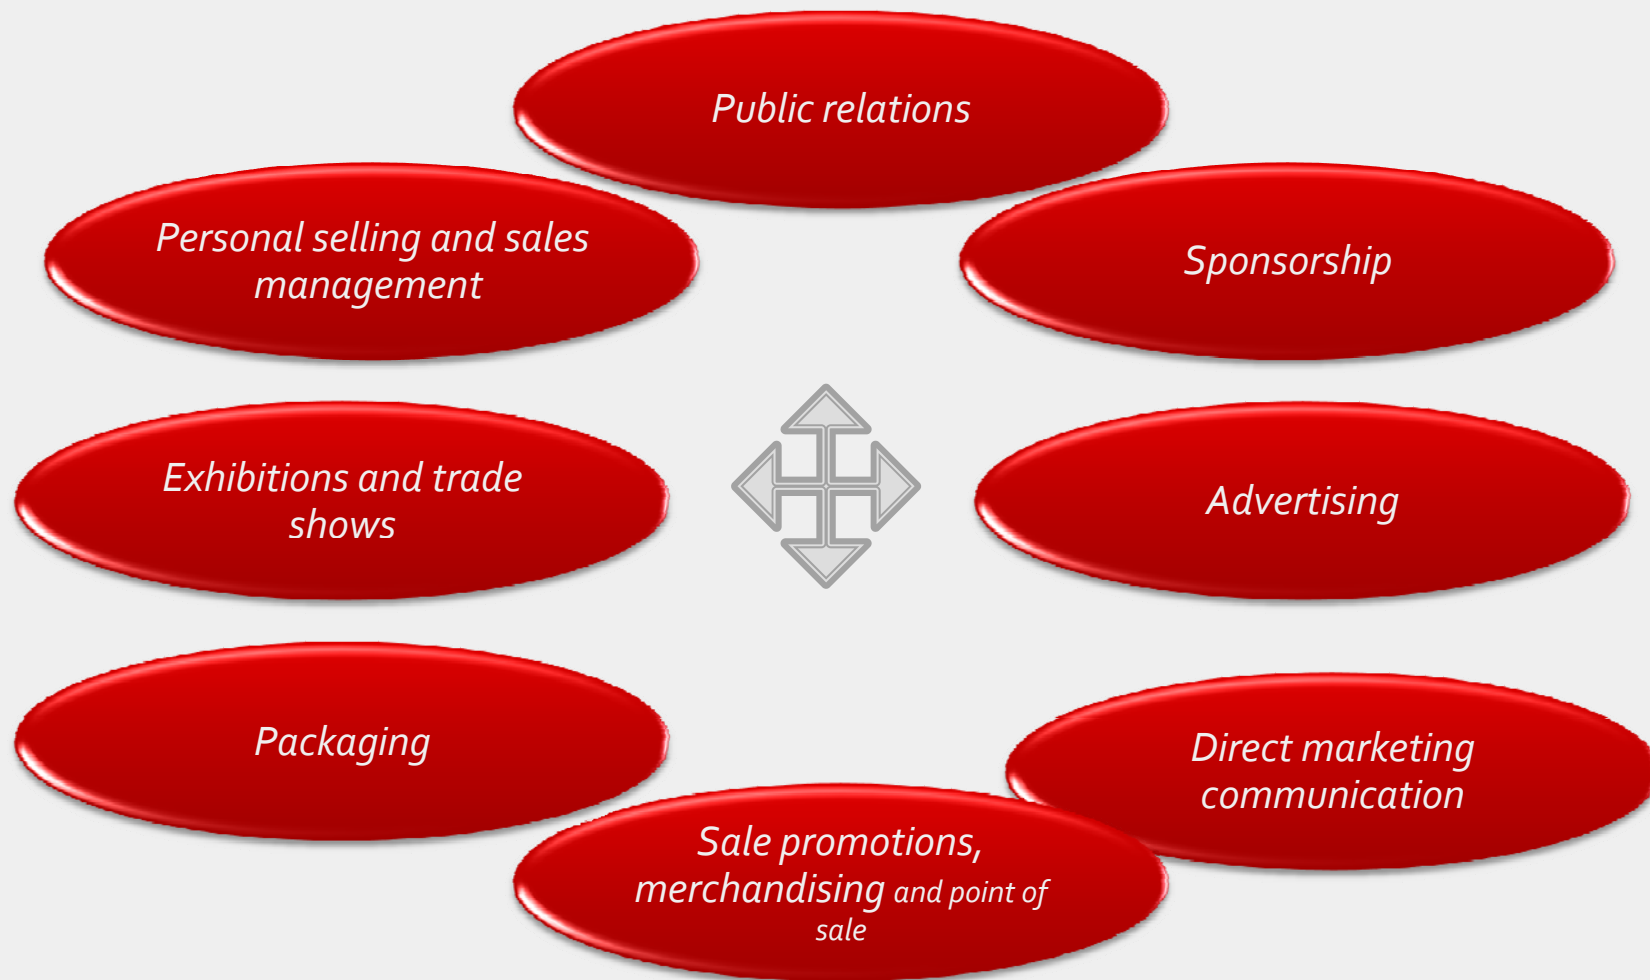 Public relations
Personal selling and sales
management
Sponsorship
Exhibitions and trade
shows
Advertising
Packaging
Direct marketing
communication
Sale promotions,
merchandising and point of
sale